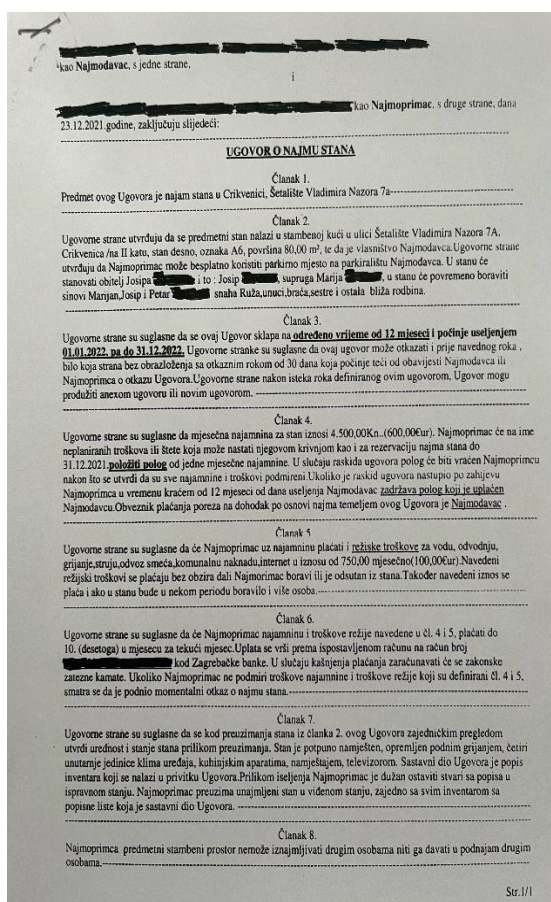 kao Najmodavac, s jedne strane,
i
kao Najmoprimac. s druge strane, dana
23.12.2021.godine, zaključuju slijedeći:
UGOVOR O NAJMU STANA
Članak 1.
Predmet ovog Ugovora je najam stana u Crikvenici, Šetalište Vladimira Nazora 7a
Članak 2.
Ugovorne strane utvrđuju da se predmetni stan nalazi u stambenoj kući u ulici Šetalište Vladimira Nazora 7A,
Crikvenica /na II katu, stan desno, oznaka A6, površina 80,00 m², te da je vlasništvo Najmodavca.Ugovorne strane
utvrđuju da Najmoprimac može besplatno koristiti parkirno mjesto na parkiralištu Najmodavca. U stanu će
stanovati obitelj Josipa i to : Josip, supruga Marija, u stanu će povremeno boraviti
sinovi Marijan,Josip i Petar snaha Ruža,unuci,braća,sestre i ostala bliža rodbina.
Članak 3.
Ugovorne strane su suglasne da se ovaj Ugovor sklapa na određeno vrijeme od 12 mjeseci i počinje useljenjem
01.01.2022. pa do 31.12.2022. Ugovorne stranke su suglasne da ovaj ugovor može otkazati i prije navednog roka ,
bilo koja strana bez obrazloženja sa otkaznim rokom od 30 dana koja počinje teći od obavijesti Najmodavca ili
Najmoprimca o otkazu Ugovora.Ugovorne strane nakon isteka roka definiranog ovim ugovorom, Ugovor mogu
produžiti anexom ugovoru ili novim ugovorom.
Članak 4.
Ugovorne strane su suglasne da mjesečna najamnina za stan iznosi 4.500,00Kn..(600,00€ur). Najmoprimac će na ime
neplaniranih troškova ili štete koja može nastati njegovom krivnjom kao i za rezervaciju najma stana do
31.12.2021.položiti polog od jedne mjesečne najamnine. U slučaju raskida ugovora polog će biti vraćen Najmoprimcu
nakon što se utvrdi da su sve najamnine i troškovi podmireni.Ukoliko je raskid ugovora nastupio po zahjevu
Najmoprimca u vremenu kraćem od 12 mjeseci od dana useljenja Najmodavac zadržava polog koji je uplaćen
Najmodavcu.Obveznik plaćanja poreza na dohodak po osnovi najma temeljem ovog Ugovora je Najmodavac .
Članak 5
Ugovorne strane su suglasne da će Najmoprimac uz najamninu plaćati i režiske troškove za vodu, odvodnju,
grijanje,struju,odvoz smeća,komunalnu naknadu,internet u iznosu od 750,00 mjesečno(100,00€ur).Navedeni
režijski troškovi se plaćaju bez obzira dali Najmorimac boravi ili je odsutan iz stana.Također navedeni iznos se
plaća i ako u stanu bude u nekom periodu boravilo i više osoba.
Članak 6.
Ugovorne strane su suglasne da će Najmoprimac najamninu i troškove režije navedene u čl. 4 i 5, plaćati do
10. (desetoga) u mjesecu za tekući mjesec.Uplata se vrši prema ispostavljenom računu na račun broj
kod Zagrebačke banke. U slučaju kašnjenja plaćanja zaračunavati će se zakonske
zatezne kamate. Ukoliko Najmoprimac ne podmiri troškove najamnine i troškove režije koji su definirani čl. 4 i 5,
smatra se da je podnio momentalni otkaz o najmu stana.
Članak 7.
Ugovorne strane su suglasne da se kod preuzimanja stana iz članka 2. ovog Ugovora zajedničkim pregledom
utvrdi urednost i stanje stana prilikom preuzimanja. Stan je potpuno namješten, opremljen podnim grijanjem, četiri
unutarnje jedinice klima uređaja, kuhinjskim aparatima, namještajem, televizorom. Sastavni dio Ugovora je popis
inventara koji se nalazi u privitku Ugovora.Prilikom iseljenja Najmoprimac je dužan ostaviti stvari sa popisa u
ispravnom stanju. Najmoprimac preuzima unajmljeni stan u viđenom stanju, zajedno sa svim inventarom sa
popisne liste koja je sastavni dio Ugovora.
Članak 8.
Najmoprimca predmetni stambeni prostor nemože iznajmljivati drugim osobama niti ga davati u podnajam drugim
osobama.
Str.1/1